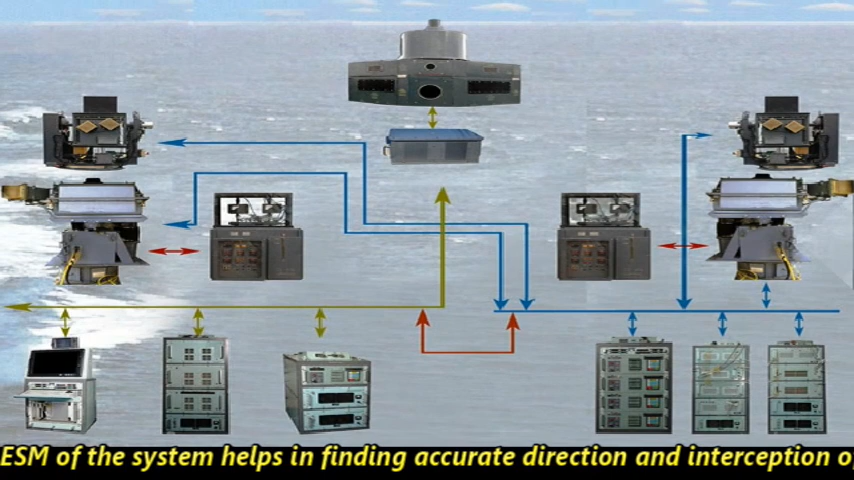 ESM of the system helps in finding accurate direction and interception